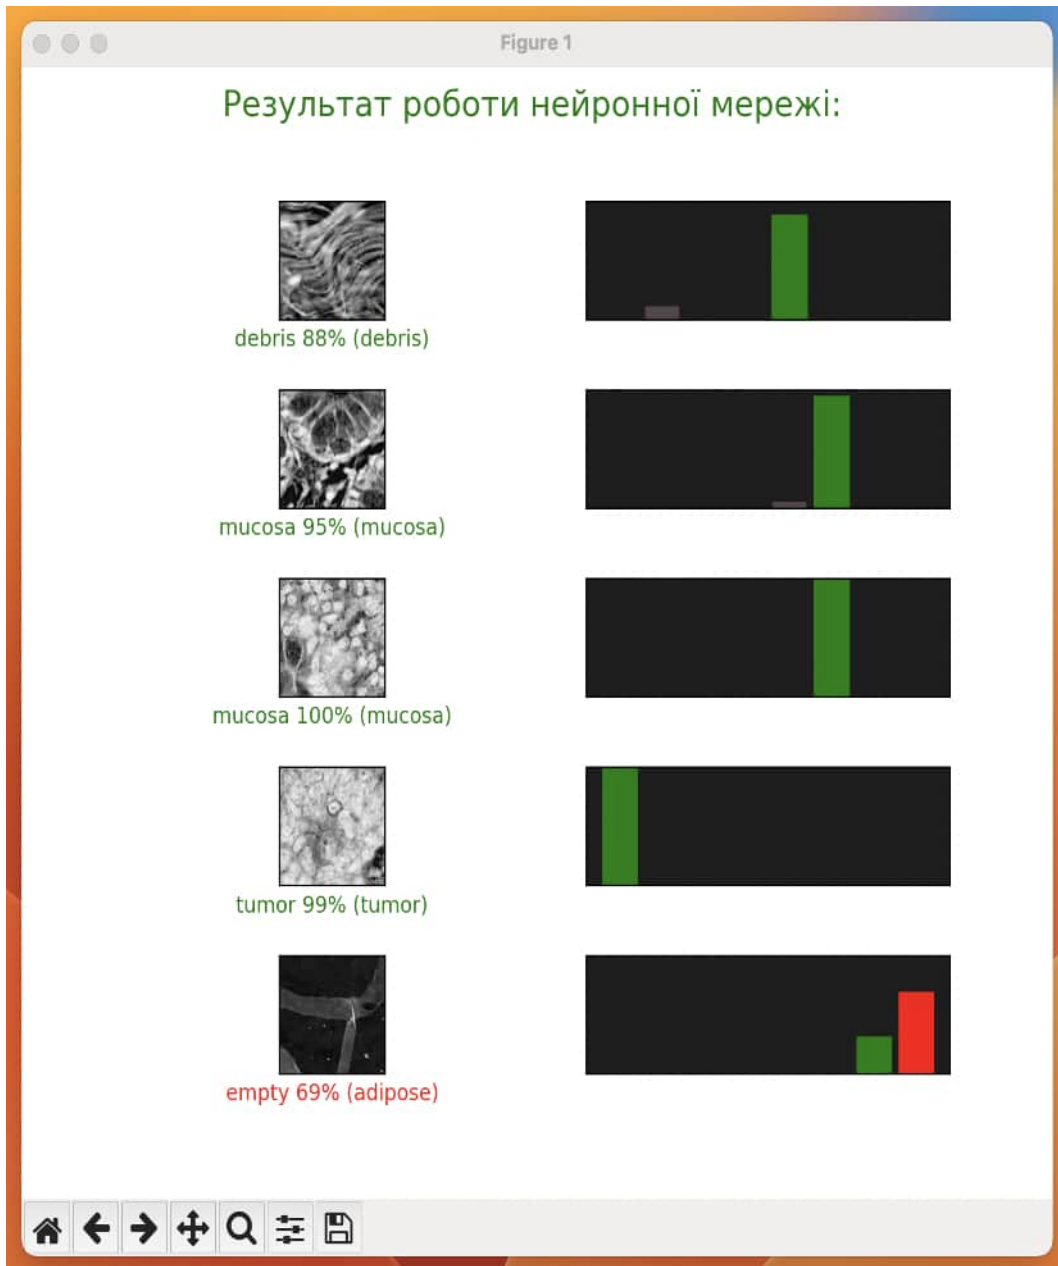 Figure 1
Результат роботи нейронної мережі:
debris 88% (debris)
mucosa 95% (mucosa)
mucosa 100% (mucosa)
tumor 99% (tumor)
empty 69% (adipose)